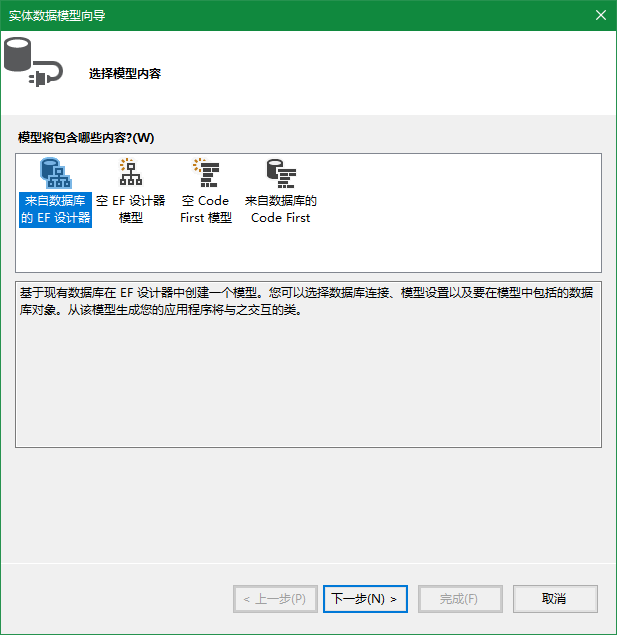 实体数据模型向导
选择模型内容
模型将包含哪些内容?(W)
来自数据库
的 EF 设计器
空 EF 设计器
模型
空 Code
First 模型
来自数据库的
Code First
基于现有数据库在 EF 设计器中创建一个模型。您可以选择数据库连接、模型设置以及要在模型中包括的数据
库对象。从该模型生成您的应用程序将与之交互的类。
< 上一步(P)
下一步(N) >
完成(F)
取消